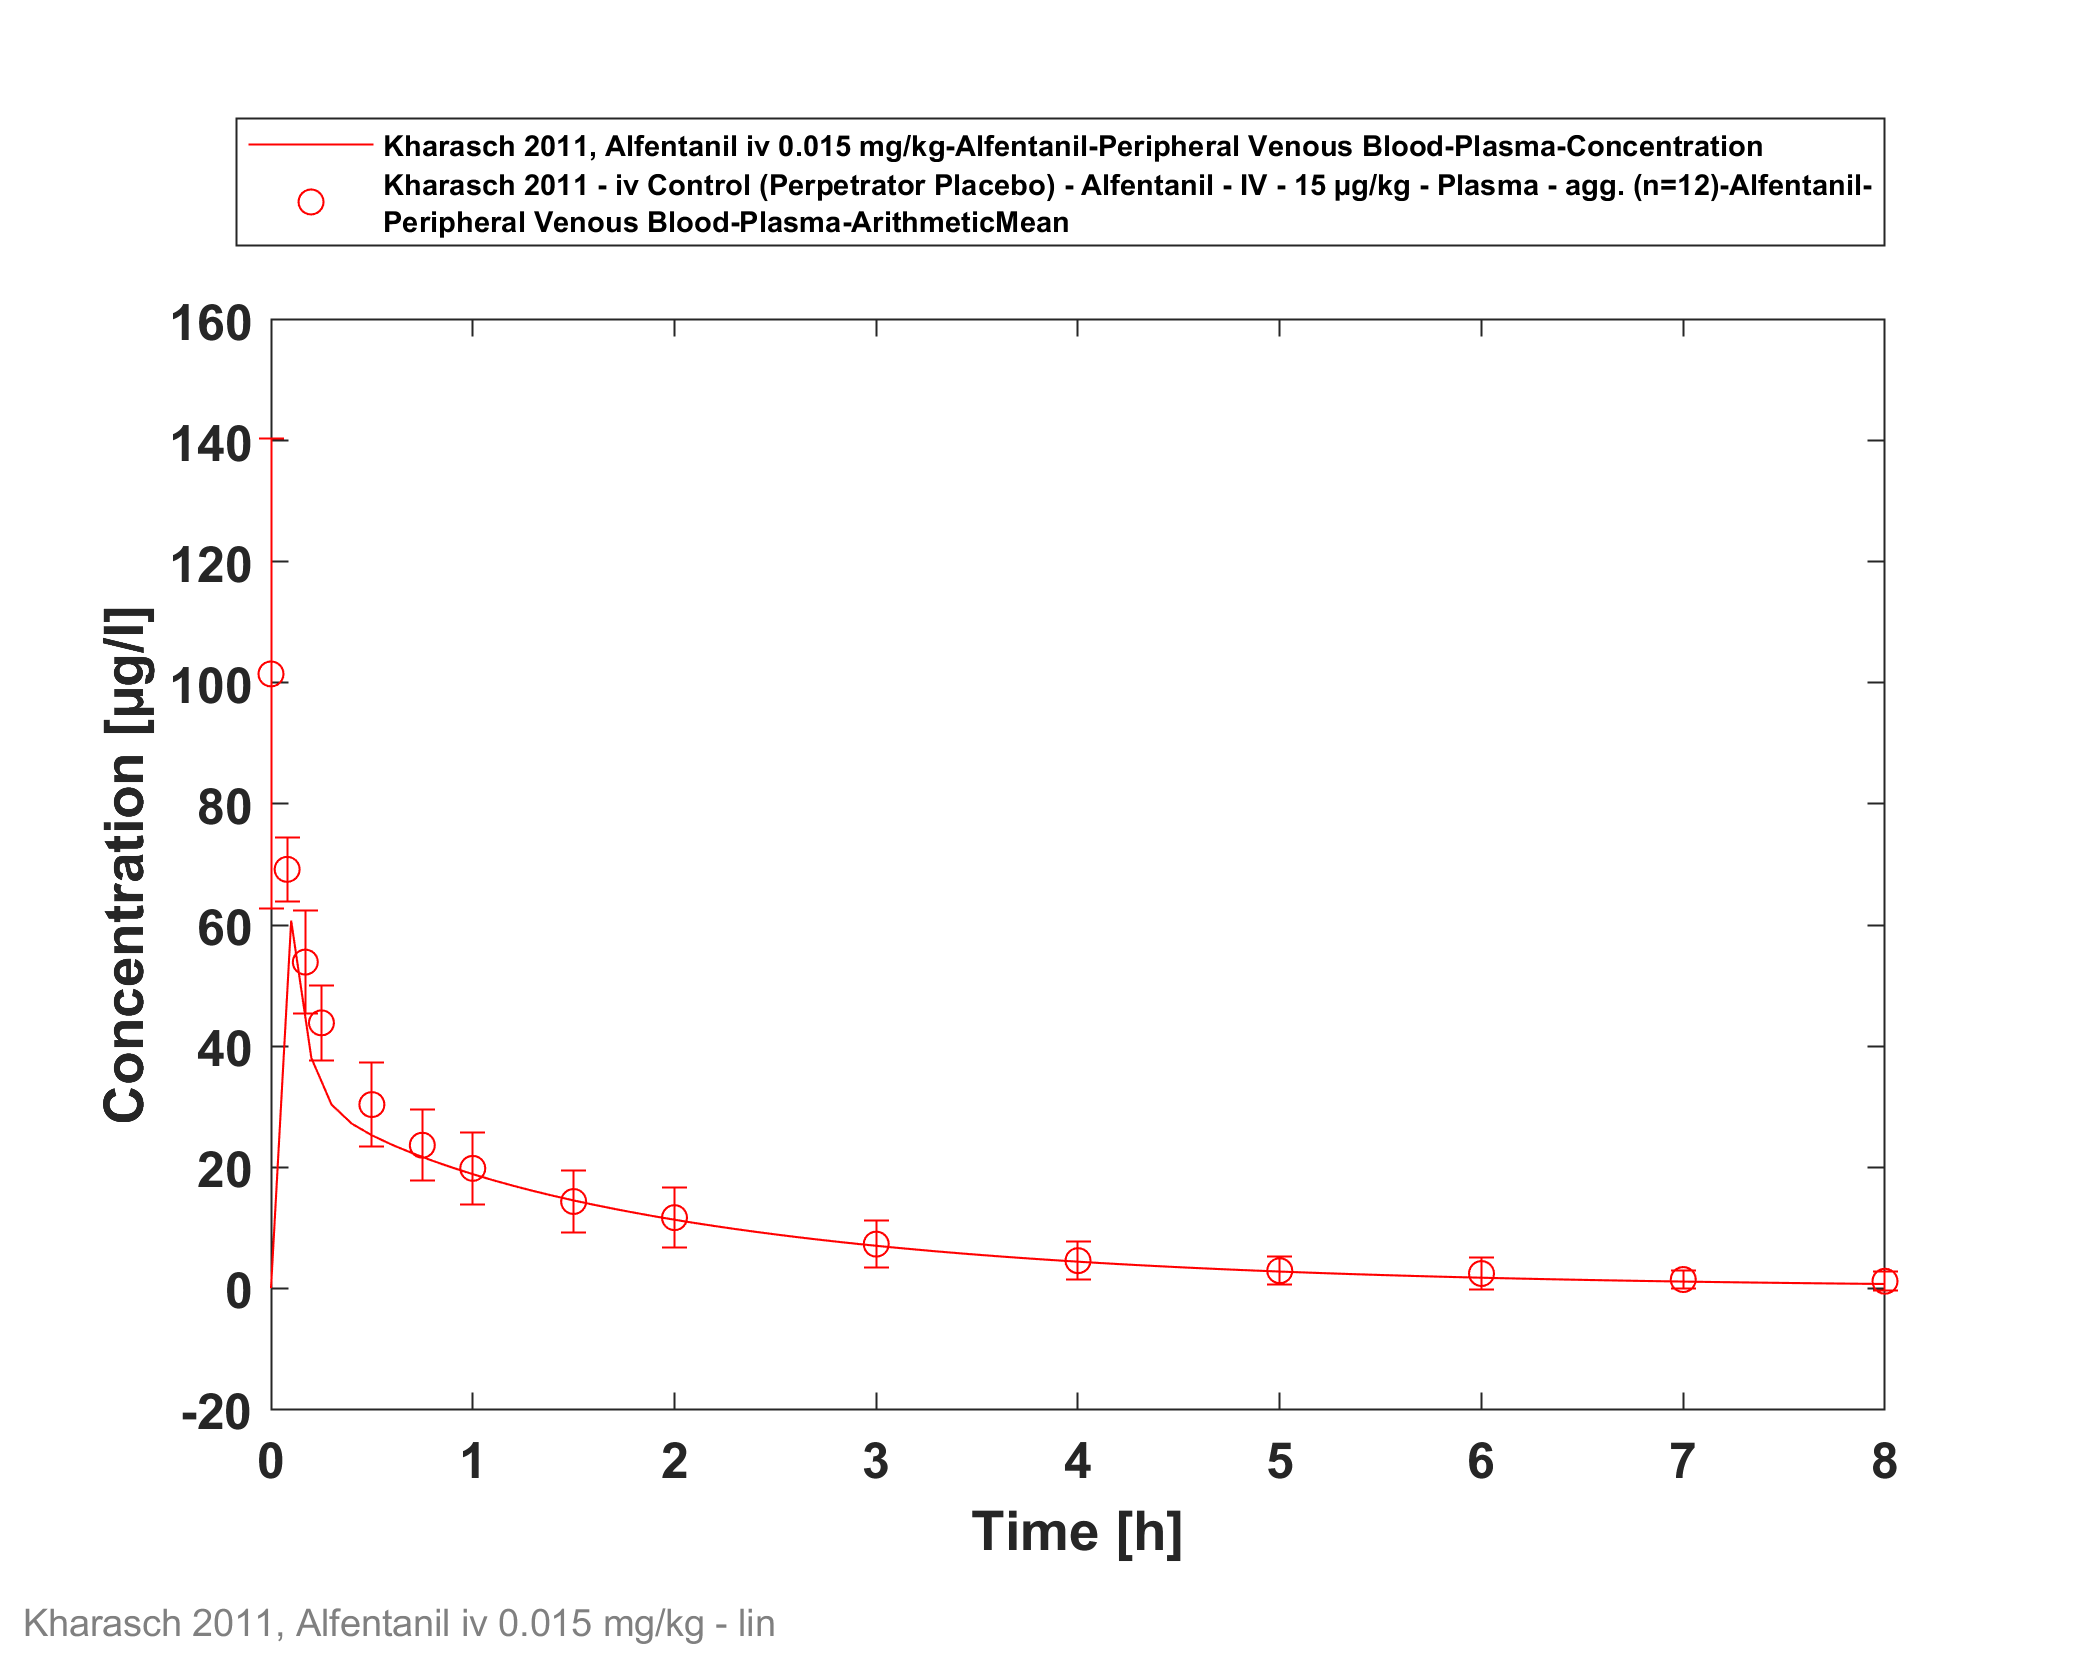 Kharasch 2011, Alfentanil iv 0.015 mg/kg-Alfentanil-Peripheral Venous Blood-Plasma-Concentration
Kharasch 2011 - iv Control (Perpetrator Placebo) - Alfentanil - IV - 15 µg/kg - Plasma - agg. (n=12)-Alfentanil-
Peripheral Venous Blood-Plasma-ArithmeticMean
160
140
120
100
80
60
40
20
0
-20
Concentration [µg/l]
0 1 2 3 4 5 6 7 8
Time [h]
Kharasch 2011, Alfentanil iv 0.015 mg/kg - lin